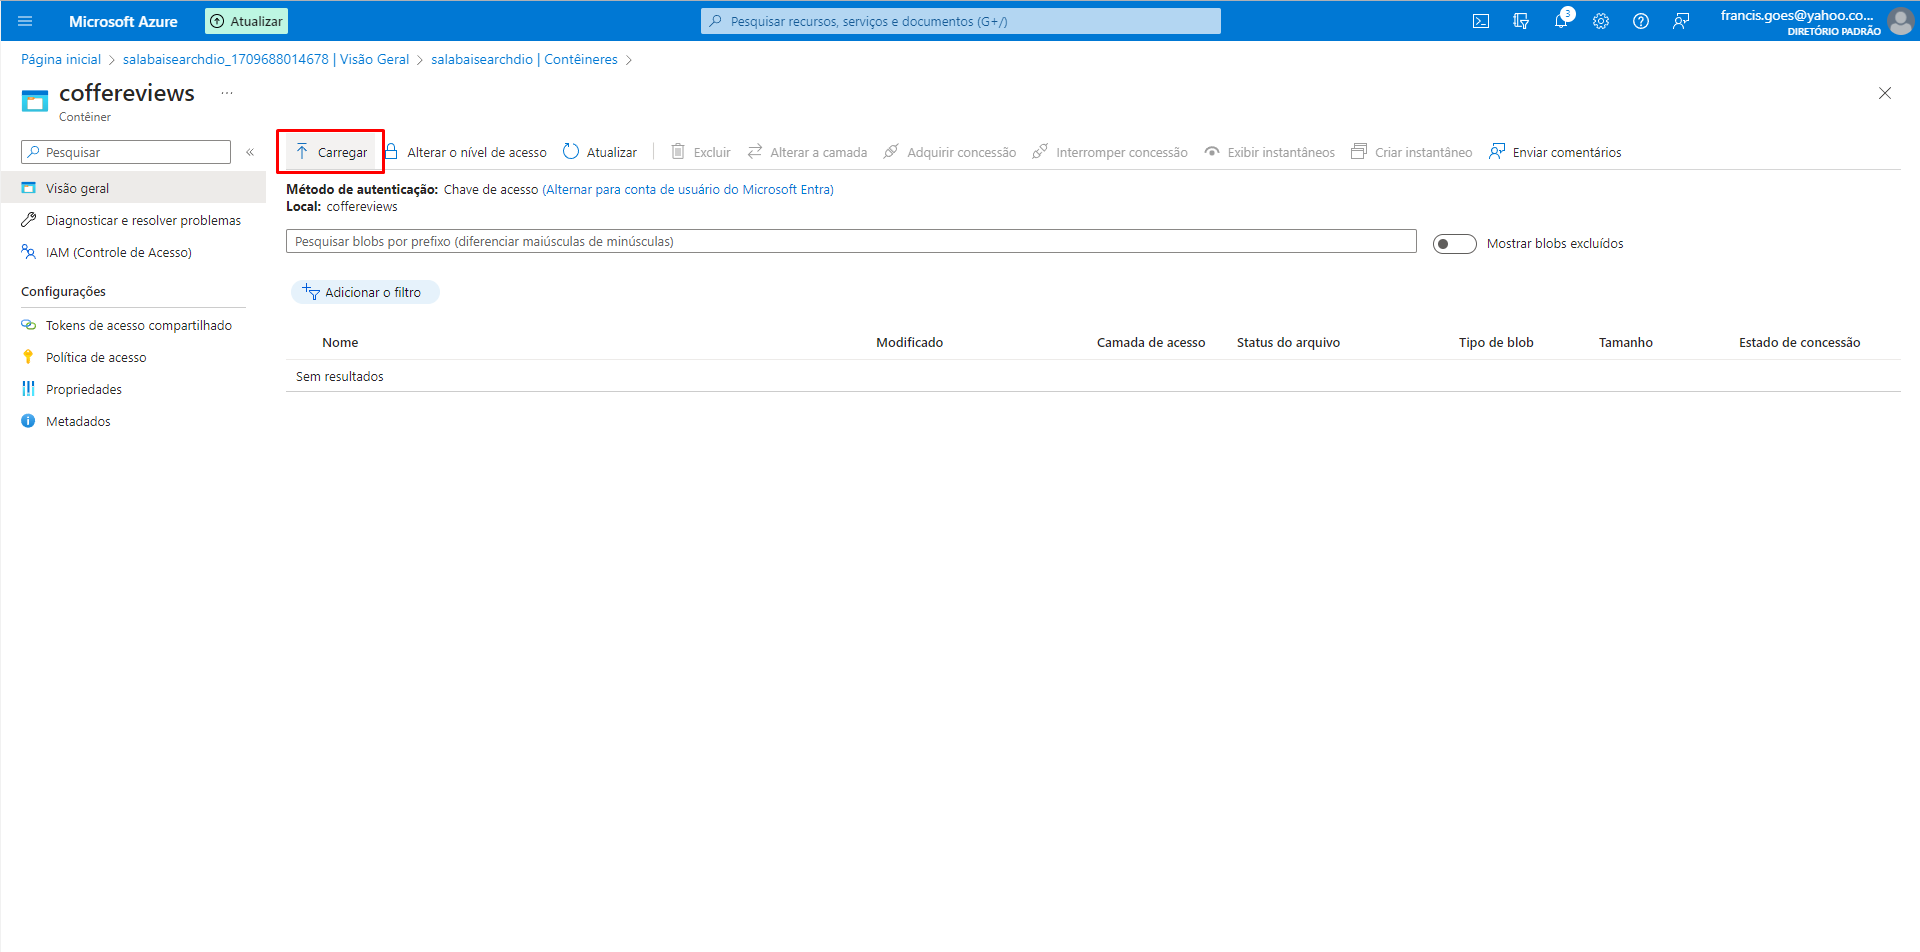 Microsoft Azure
Atualizar
Pesquisar recursos, serviços e documentos (G+/)
3
francis.goes@yahoo.co...
DIRETÓRIO PADRÃO
Página inicial > salabaisearchdio_1709688014678 | Visão Geral > salabaisearchdio | Contêineres >
coffereviews ...
Contêiner
Pesquisar «
Carregar Alterar o nível de acesso Atualizar Excluir Alterar a camada Adquirir concessão Interromper concessão Exibir instantâneos Criar instantâneo Enviar comentários
Visão geral
Diagnosticar e resolver problemas
IAM (Controle de Acesso)
Configurações
Tokens de acesso compartilhado
Política de acesso
Propriedades
Metadados
Método de autenticação: Chave de acesso (Alternar para conta de usuário do Microsoft Entra)
Local: coffereviews
Pesquisar blobs por prefixo (diferenciar maiúsculas de minúsculas)
Mostrar blobs excluídos
Adicionar o filtro
Nome Modificado Camada de acesso Status do arquivo Tipo de blob Tamanho Estado de concessão
Sem resultados